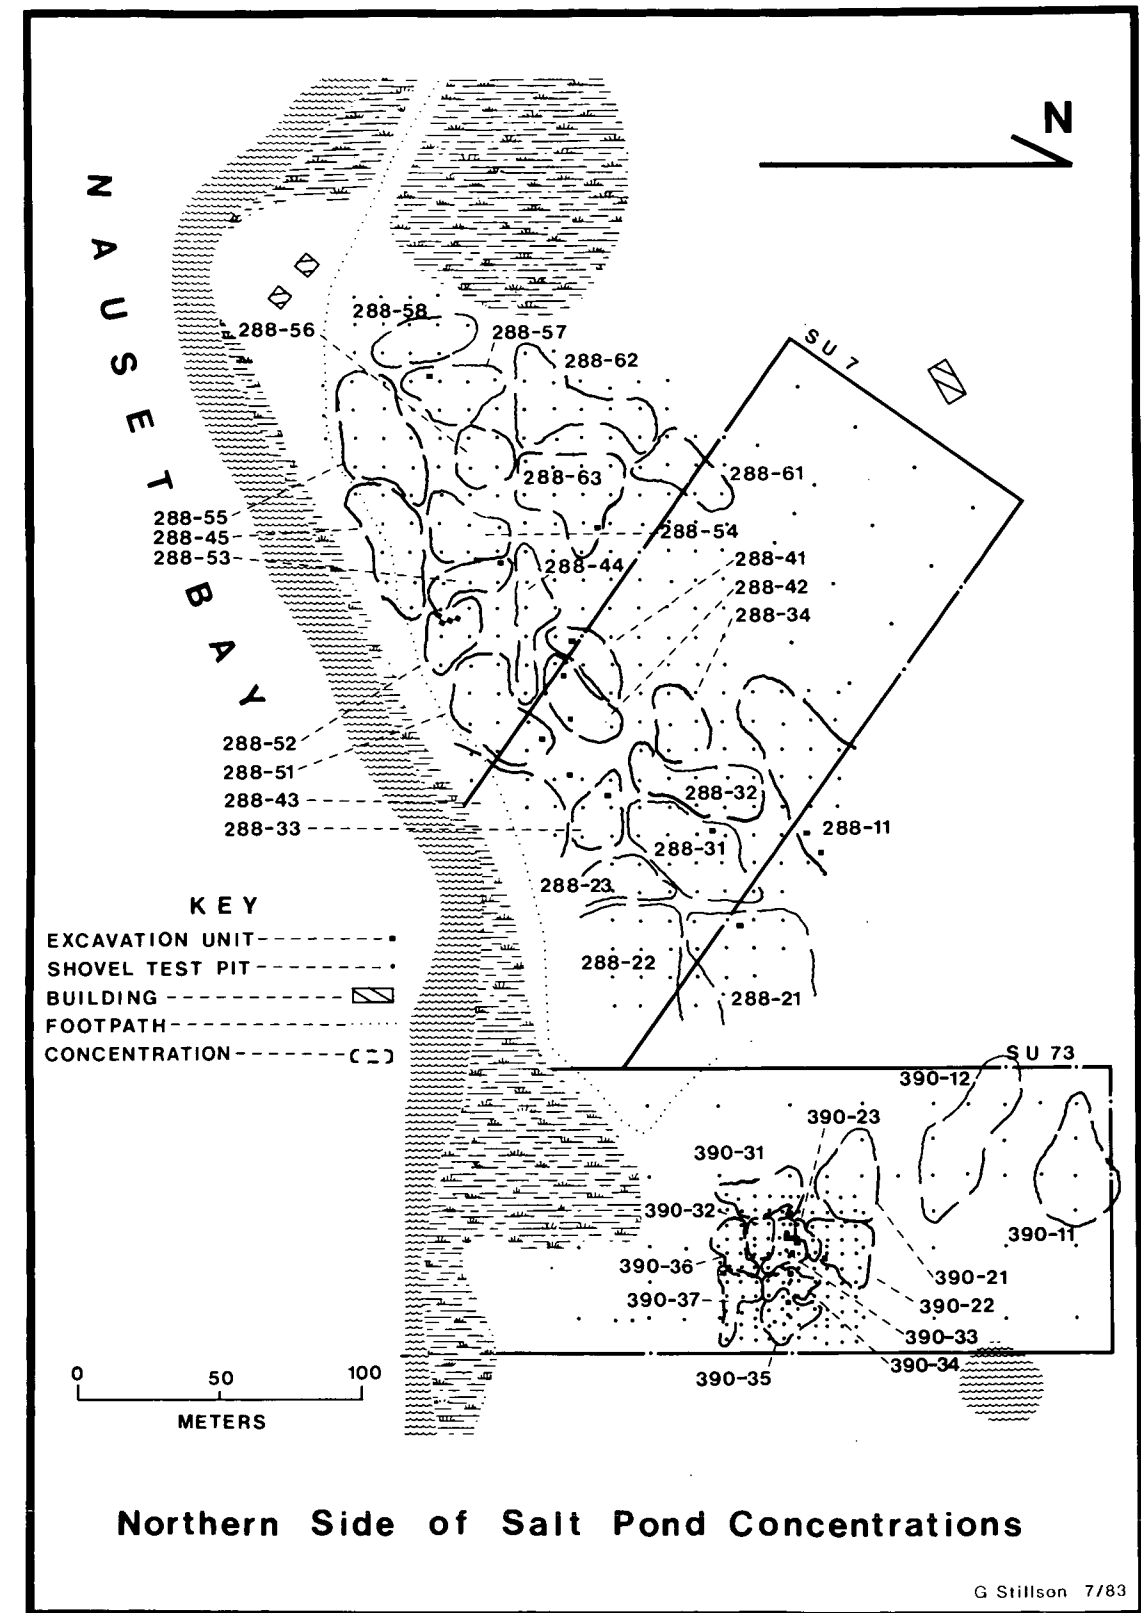 N
NAUSET BAY
SU 7
288-58
288-56
288-57
288-62
288-63
288-61
288-55
288-45
288-53
288-54
288-44
288-41
288-42
288-34
288-52
288-51
288-43
288-33
288-32
288-11
288-31
288-23
288-22
288-21
KEY
EXCAVATION UNIT
SHOVEL TEST PIT
BUILDING
FOOTPATH
CONCENTRATION
SU 73
390-12
390-23
390-31
390-32
390-11
390-36
390-21
390-37
390-22
390-33
390-34
390-35
0 50 100
METERS
Northern Side of Salt Pond Concentrations
G Stillson 7/83